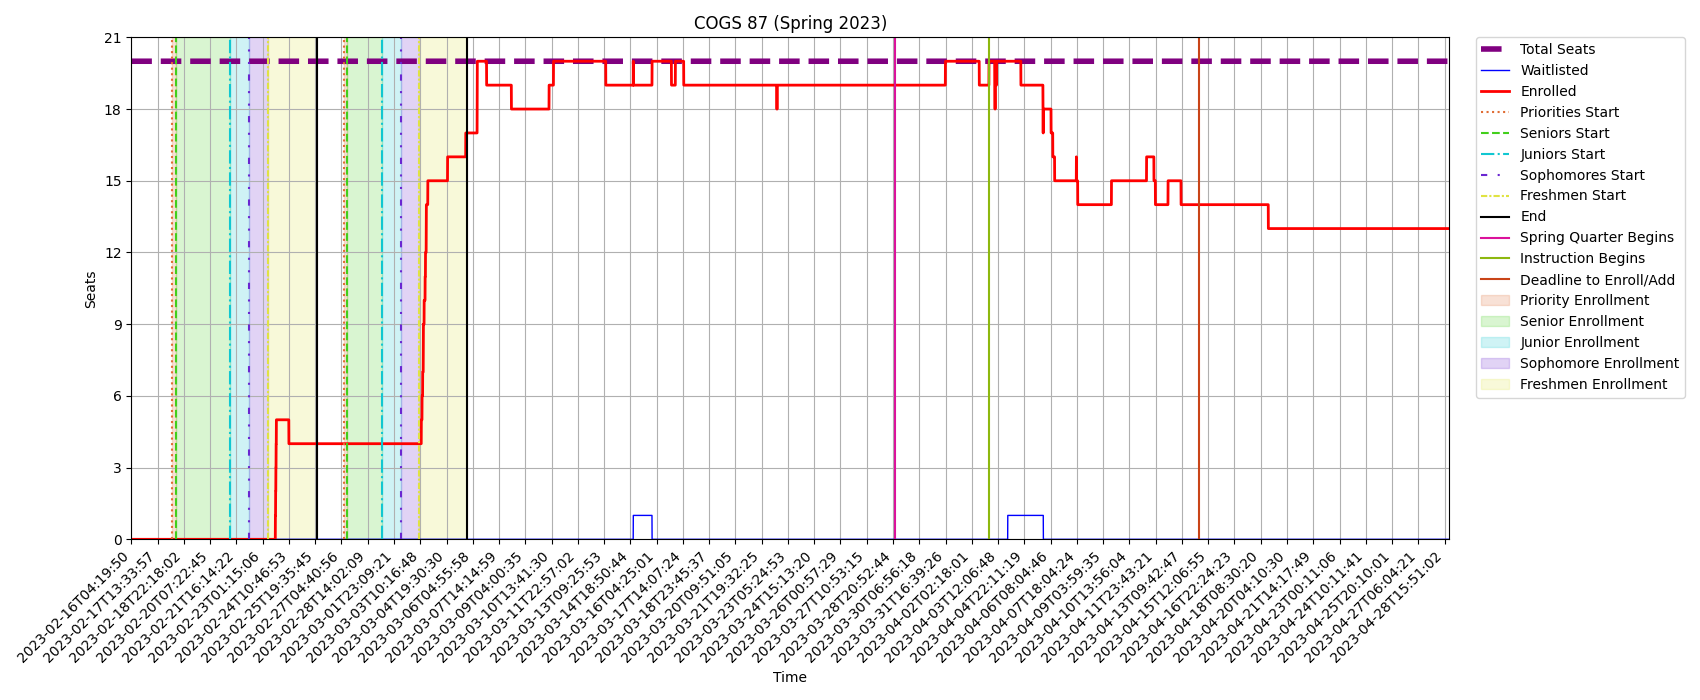 COGS 87 (Spring 2023)
21
18
15
12
9
6
3
0
Seats
2023-02-16T04:19:50
2023-02-17T13:33:57
2023-02-18T22:18:02
2023-02-20T07:22:45
2023-02-21T16:14:22
2023-02-23T01:15:06
2023-02-24T10:46:53
2023-02-25T19:35:45
2023-02-27T04:40:56
2023-02-28T14:02:09
2023-03-01T23:09:21
2023-03-03T10:16:48
2023-03-04T19:30:30
2023-03-06T04:55:58
2023-03-07T14:14:59
2023-03-09T04:00:35
2023-03-10T13:41:30
2023-03-11T22:57:02
2023-03-13T09:25:53
2023-03-14T18:50:44
2023-03-16T04:25:01
2023-03-17T14:07:24
2023-03-18T23:45:37
2023-03-20T09:51:05
2023-03-21T19:32:25
2023-03-23T05:24:53
2023-03-24T15:13:20
2023-03-26T00:57:29
2023-03-27T10:53:15
2023-03-28T20:52:44
2023-03-30T06:56:18
2023-03-31T16:39:26
2023-04-02T02:18:01
2023-04-03T12:06:48
2023-04-04T22:11:19
2023-04-06T08:04:46
2023-04-07T18:04:24
2023-04-09T03:59:35
2023-04-10T13:56:04
2023-04-11T23:43:21
2023-04-13T09:42:47
2023-04-15T12:06:55
2023-04-16T22:24:23
2023-04-18T08:30:20
2023-04-20T04:10:30
2023-04-21T14:17:49
2023-04-23T00:11:06
2023-04-24T10:11:41
2023-04-25T20:10:01
2023-04-27T06:04:21
2023-04-28T15:51:02
Time
Total Seats
Waitlisted
Enrolled
Priorities Start
Seniors Start
Juniors Start
Sophomores Start
Freshmen Start
End
Spring Quarter Begins
Instruction Begins
Deadline to Enroll/Add
Priority Enrollment
Senior Enrollment
Junior Enrollment
Sophomore Enrollment
Freshmen Enrollment